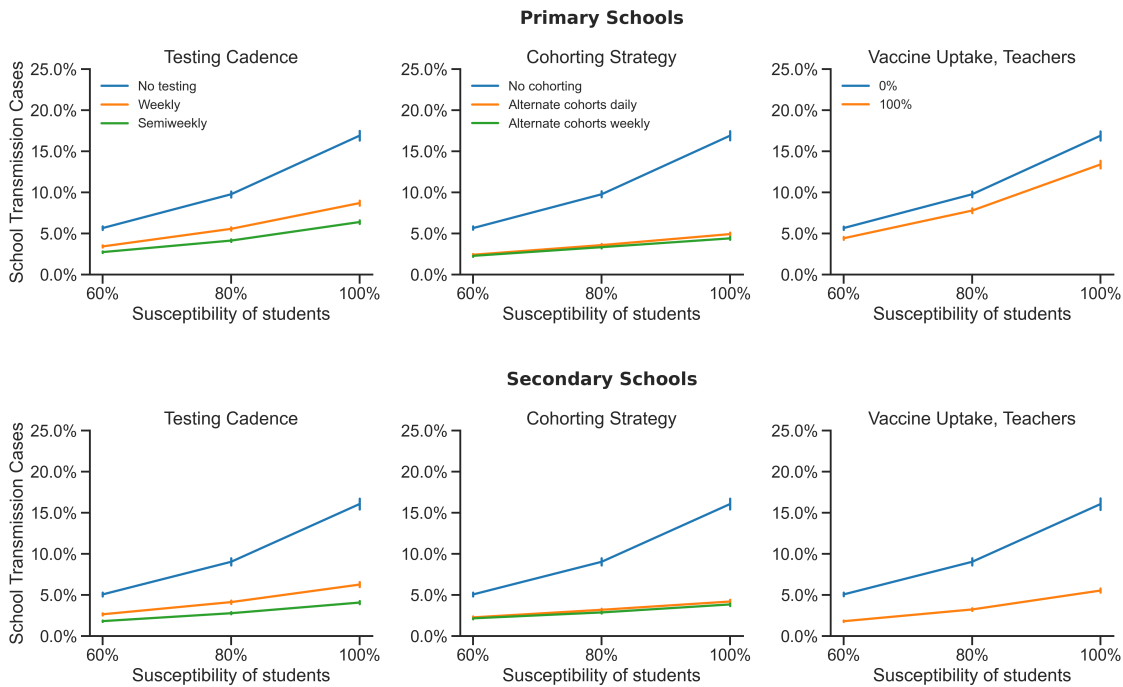 Primary Schools
Testing Cadence
Cohorting Strategy
Vaccine Uptake, Teachers
School Transmission Cases
25.0%
20.0%
15.0%
10.0%
5.0%
0.0%
No testing
Weekly
Semiweekly
60%
80%
100%
Susceptibility of students
25.0%
20.0%
15.0%
10.0%
5.0%
0.0%
No cohorting
Alternate cohorts daily
Alternate cohorts weekly
60%
80%
100%
Susceptibility of students
25.0%
20.0%
15.0%
10.0%
5.0%
0.0%
0%
100%
60%
80%
100%
Susceptibility of students
Secondary Schools
Testing Cadence
Cohorting Strategy
Vaccine Uptake, Teachers
School Transmission Cases
25.0%
20.0%
15.0%
10.0%
5.0%
0.0%
60%
80%
100%
Susceptibility of students
25.0%
20.0%
15.0%
10.0%
5.0%
0.0%
60%
80%
100%
Susceptibility of students
25.0%
20.0%
15.0%
10.0%
5.0%
0.0%
60%
80%
100%
Susceptibility of students